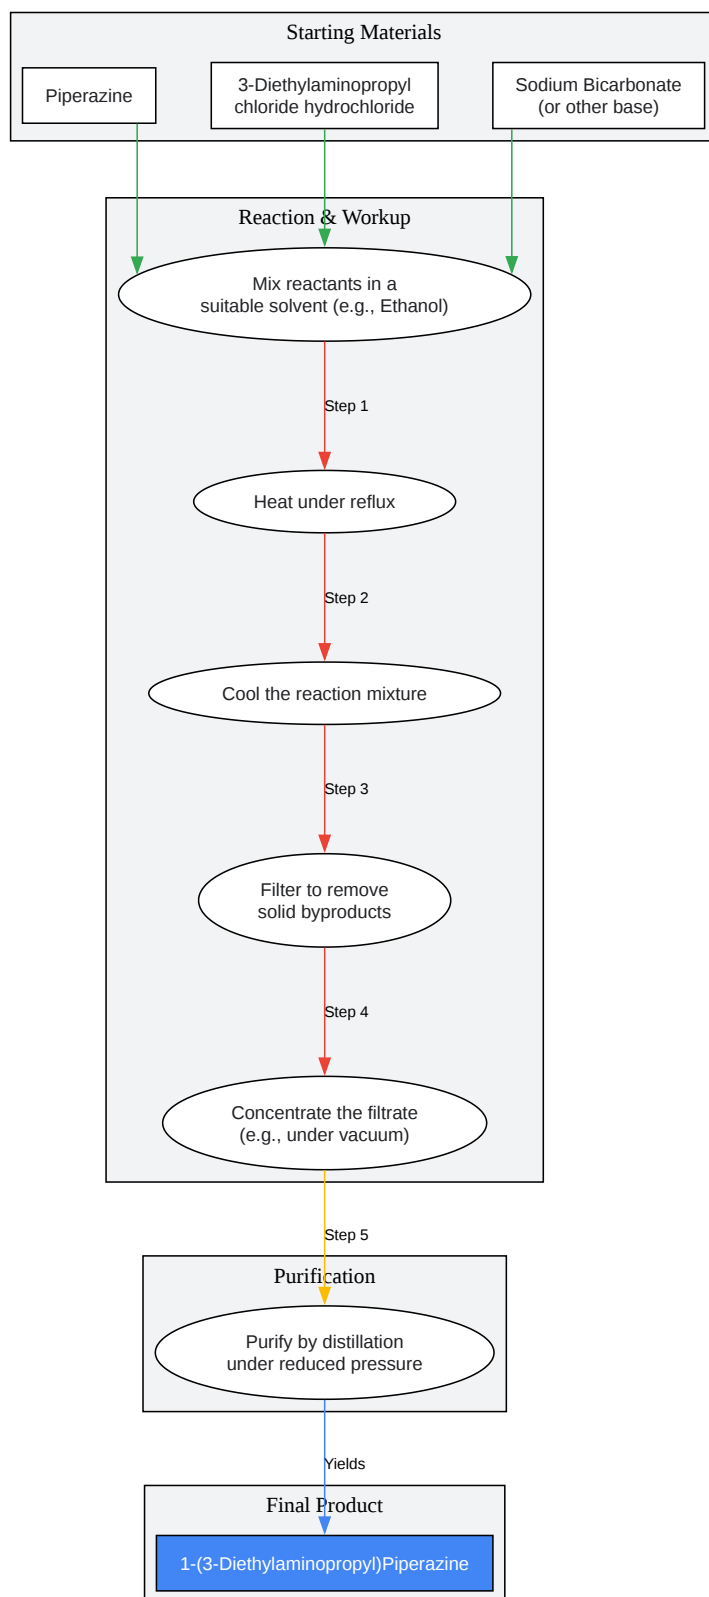 Starting Materials
Piperazine
3-Diethylaminopropyl
chloride hydrochloride
Sodium Bicarbonate
(or other base)
Reaction & Workup
Mix reactants in a
suitable solvent (e.g., Ethanol)
Step 1
Heat under reflux
Step 2
Cool the reaction mixture
Step 3
Filter to remove
solid byproducts
Step 4
Concentrate the filtrate
(e.g., under vacuum)
Step 5
Purification
Purify by distillation
under reduced pressure
Yields
Final Product
1-(3-Diethylaminopropyl)Piperazine